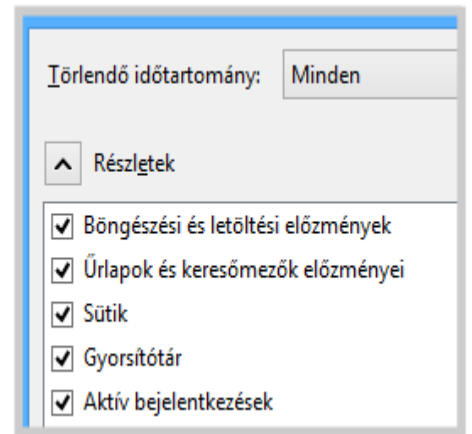 Törlendő időtartomány: Minden
Részletek
Böngészési és letöltési előzmények
Űrlapok és keresőmezők előzményei
Sütik
Gyorsítótár
Aktív bejelentkezések